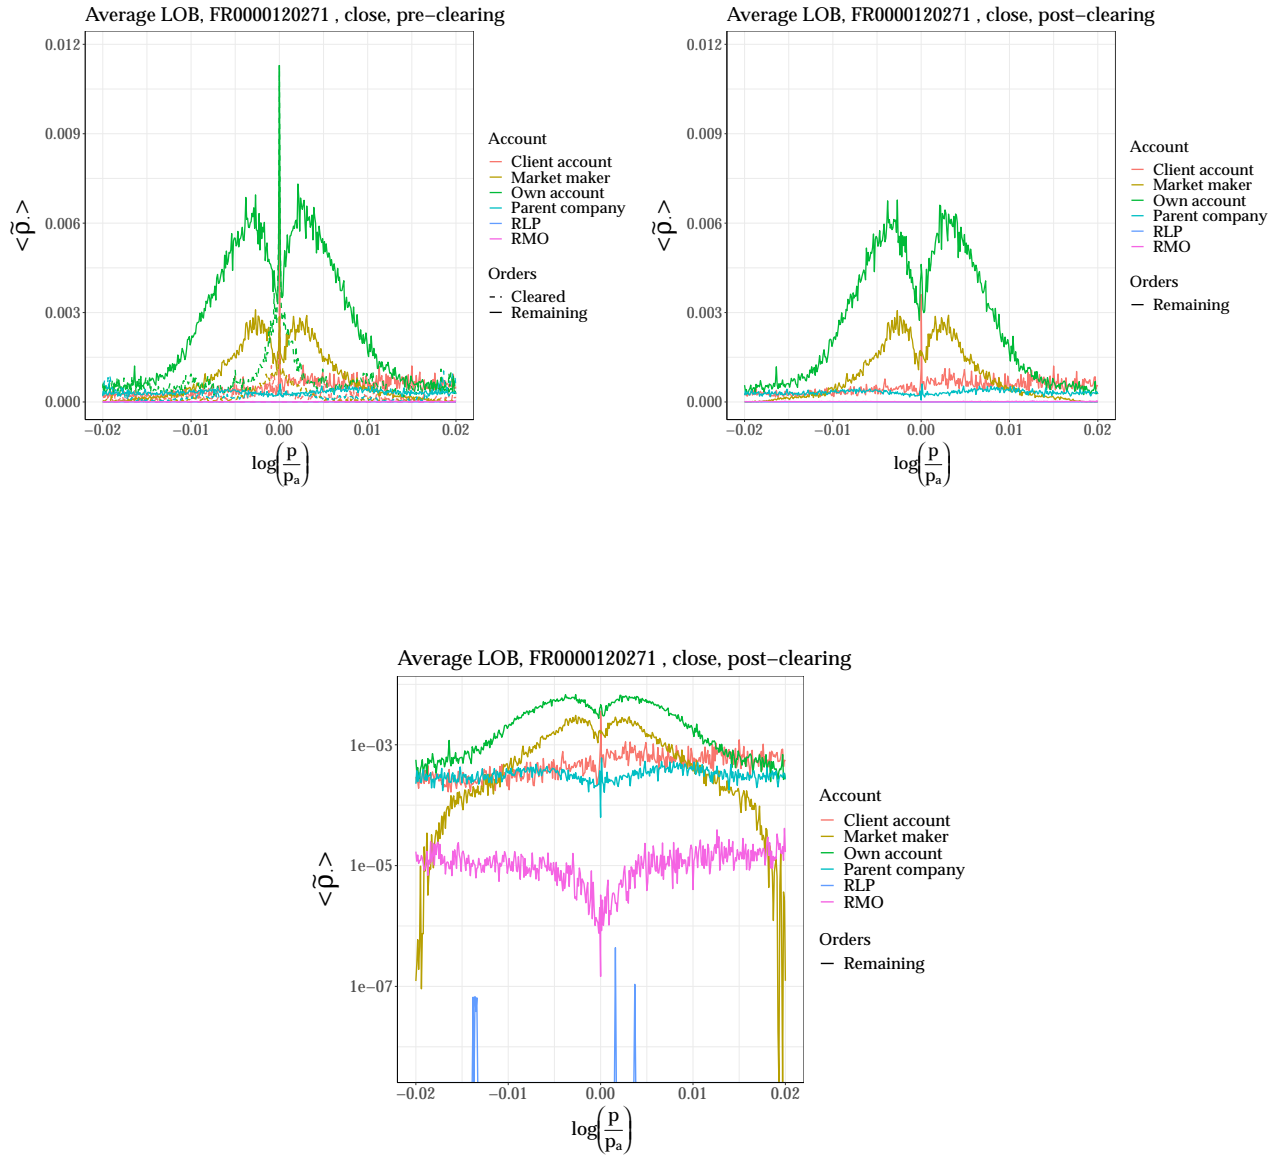 Average LOB, FR0000120271 , close, pre−clearing
<ρ̃.>
0.012
0.009
0.006
0.003
0.000
−0.02 −0.01 0.00 0.01 0.02
log(p/pa)
Account
Client account
Market maker
Own account
Parent company
RLP
RMO
Orders
Cleared
Remaining
Average LOB, FR0000120271 , close, post−clearing
<ρ̃.>
0.012
0.009
0.006
0.003
0.000
−0.02 −0.01 0.00 0.01 0.02
log(p/pa)
Account
Client account
Market maker
Own account
Parent company
RLP
RMO
Orders
Remaining
Average LOB, FR0000120271 , close, post−clearing
<ρ̃.>
1e−03
1e−05
1e−07
−0.02 −0.01 0.00 0.01 0.02
log(p/pa)
Account
Client account
Market maker
Own account
Parent company
RLP
RMO
Orders
Remaining